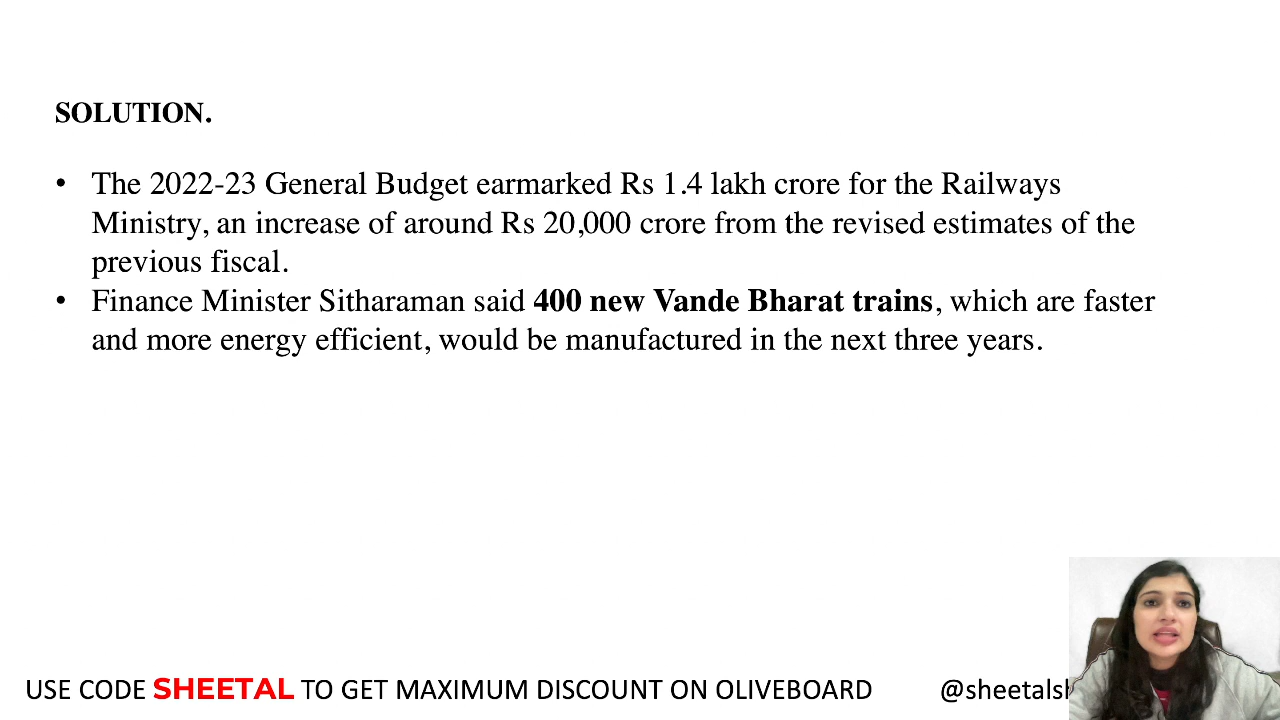 SOLUTION.
• The 2022-23 General Budget earmarked Rs 1.4 lakh crore for the Railways
Ministry, an increase of around Rs 20,000 crore from the revised estimates of the
previous fiscal.
• Finance Minister Sitharaman said 400 new Vande Bharat trains, which are faster
and more energy efficient, would be manufactured in the next three years.
USE CODE SHEETAL TO GET MAXIMUM DISCOUNT ON OLIVEBOARD